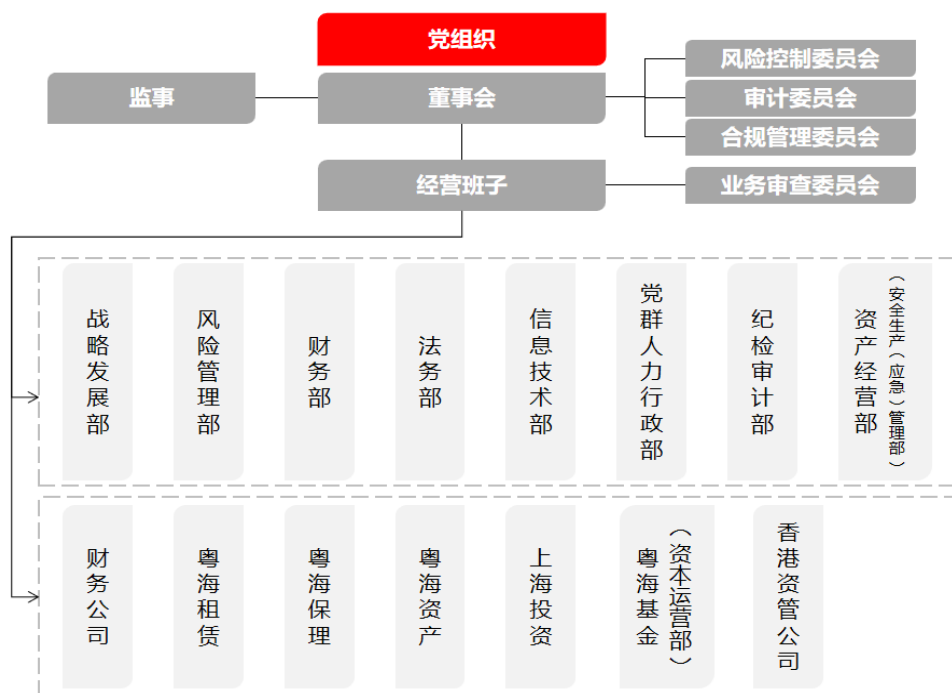 党组织
监事
董事会
风险控制委员会
审计委员会
合规管理委员会
经营班子
业务审查委员会
战略发展部
风险管理部
财务部
法务部
信息技术部
党群人力行政部
纪检审计部
资产经营部
（安全生产（应急）管理部）
财务公司
粤海租赁
粤海保理
粤海资产
上海投资
粤海基金
（资本运营部）
香港资管公司